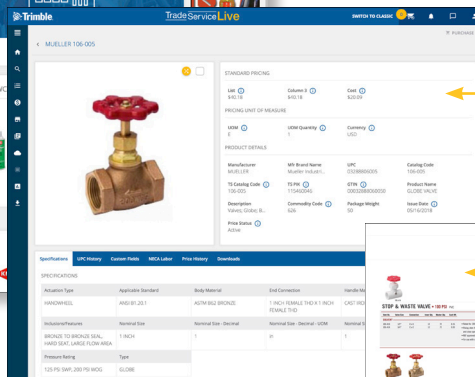 Trimble
TradeServiceLive
SWITCH TO CLASSIC
MUELLER 106-005
STANDARD PRICING
List Column 3 Cost
$40.18 $40.18 $20.09
PRICING UNIT OF MEASURE
UOM UOM Quantity Currency
E 1 USD
PRODUCT DETAILS
Manufacturer Mfr Brand Name UPC Catalog Code
MUELLER Mueller Industri... 106-005
TS Catalog Code TS PIK GTIN Product Name
106-005 GLOBE VALVE
Description Commodity Code Package Weight Issue Date
Valves; Globe; B... 626 50 05/16/2018
Price Status
Active
Specifications UPC History Custom Fields NECA Labor Price History Downloads
SPECIFICATIONS
Actuation Type Applicable Standard Body Material End Connection
HANDWHEEL ANSI B1.20.1 ASTM B62 BRONZE 1 INCH FEMALE THD X 1 INCH
FEMALE THD
Inclusions/Features Nominal Size Nominal Size - Decimal Nominal Size - Decimal - UOM
BRONZE TO BRONZE SEAL, 1 INCH 1 in
HARD SEAT, LARGE FLOW AREA
Pressure Rating Type
125 PSI SWP, 200 PSI WOG GLOBE
STOP & WASTE VALVE